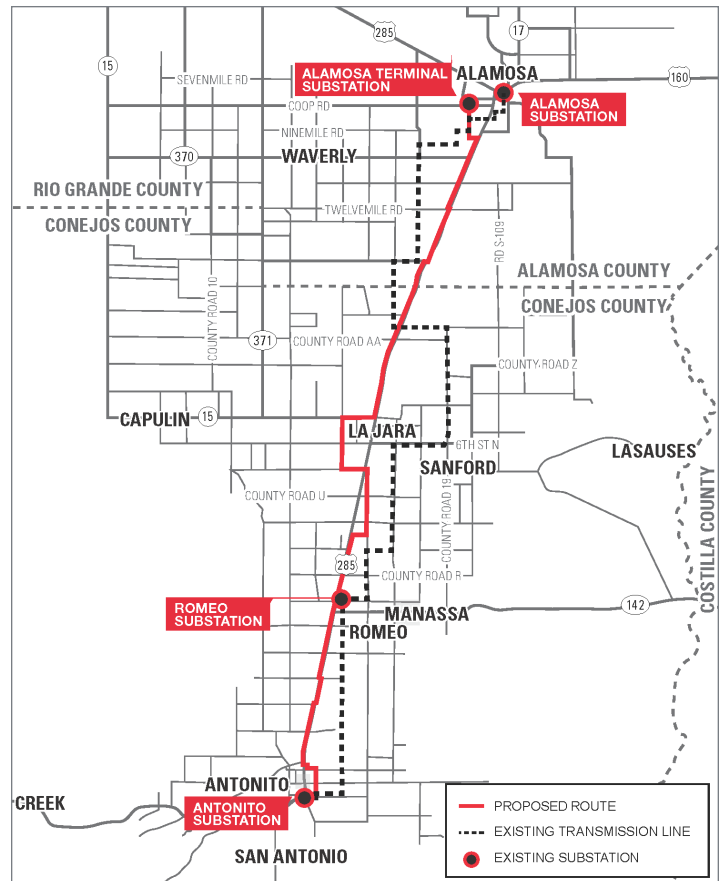 285
17
15
ALAMOSA TERMINAL
SUBSTATION
ALAMOSA
160
SEVENMILE RD
COOP RD
ALAMOSA
SUBSTATION
NINEMILE RD
370
WAVERLY
RIO GRANDE COUNTY
TWELVEMILE RD
CONEJOS COUNTY
RD S-109
ALAMOSA COUNTY
CONEJOS COUNTY
COUNTY ROAD 10
371
COUNTY ROAD AA
COUNTY ROAD Z
CAPULIN
15
LA JARA
6TH ST N
LASAUSES
SANFORD
COUNTY ROAD U
COUNTY ROAD 19
COSTILLA COUNTY
285
COUNTY ROAD R
ROMEO
SUBSTATION
MANASSA
142
ROMEO
ANTONITO
CREEK
ANTONITO
SUBSTATION
SAN ANTONIO
PROPOSED ROUTE
EXISTING TRANSMISSION LINE
EXISTING SUBSTATION